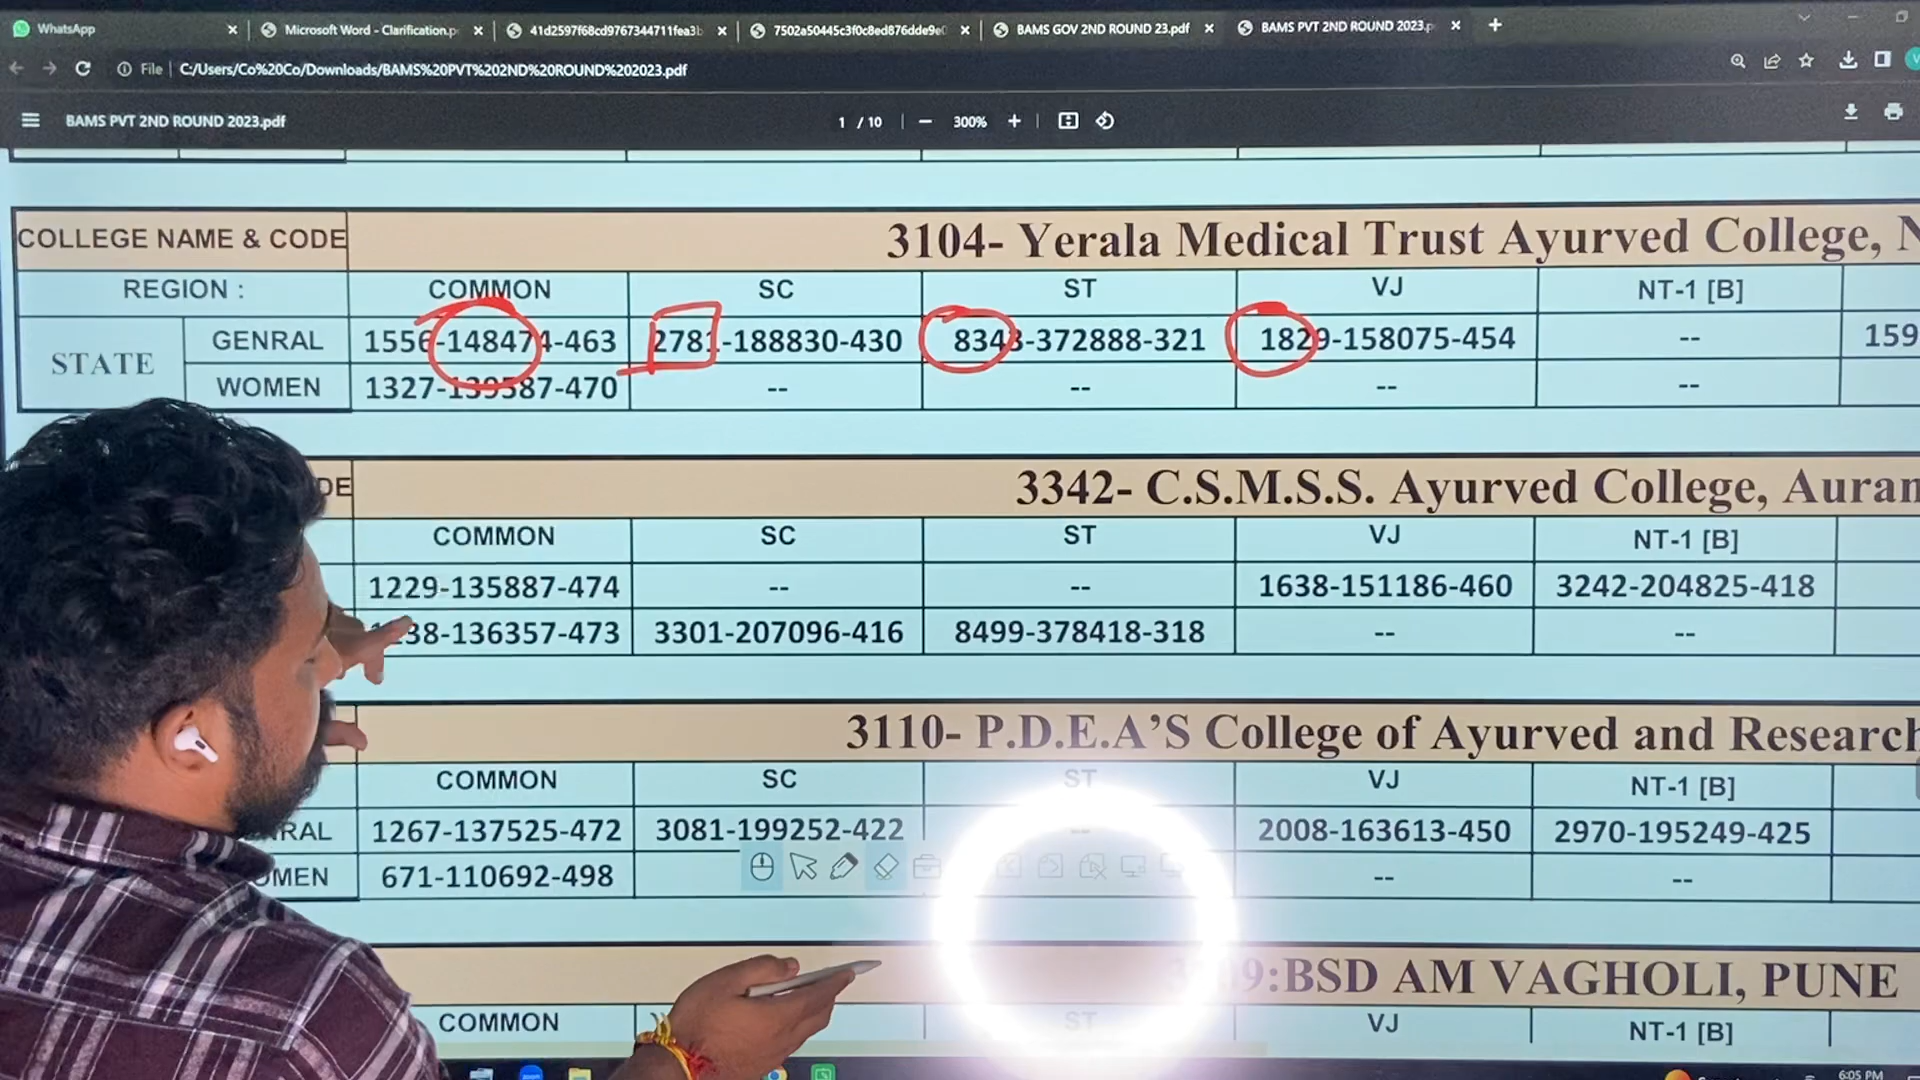 WhatsApp
Microsoft Word - Clarification.p
41d2597f68cd9767344711fea3b
7502a50445c3f0c8ed876dde9e0
BAMS GOV 2ND ROUND 23.pdf
BAMS PVT 2ND ROUND 2023.p
File | C:/Users/Co%20Co/Downloads/BAMS%20PVT%202ND%20ROUND%202023.pdf
BAMS PVT 2ND ROUND 2023.pdf 1 / 10 300%
COLLEGE NAME & CODE 3104- Yerala Medical Trust Ayurved College, N
REGION : COMMON SC ST VJ NT-1 [B]
STATE
GENRAL 1556-148474-463 2781-188830-430 8343-372888-321 1829-158075-454 -- 159
WOMEN 1327-139587-470 -- -- -- --
DE 3342- C.S.M.S.S. Ayurved College, Auran
COMMON SC ST VJ NT-1 [B]
1229-135887-474 -- -- 1638-151186-460 3242-204825-418
38-136357-473 3301-207096-416 8499-378418-318 -- --
3110- P.D.E.A’S College of Ayurved and Research
COMMON SC ST VJ NT-1 [B]
RAL 1267-137525-472 3081-199252-422 -- 2008-163613-450 2970-195249-425
OMEN 671-110692-498 -- --
9:BSD AM VAGHOLI, PUNE
COMMON ST VJ NT-1 [B]
6:05 PM